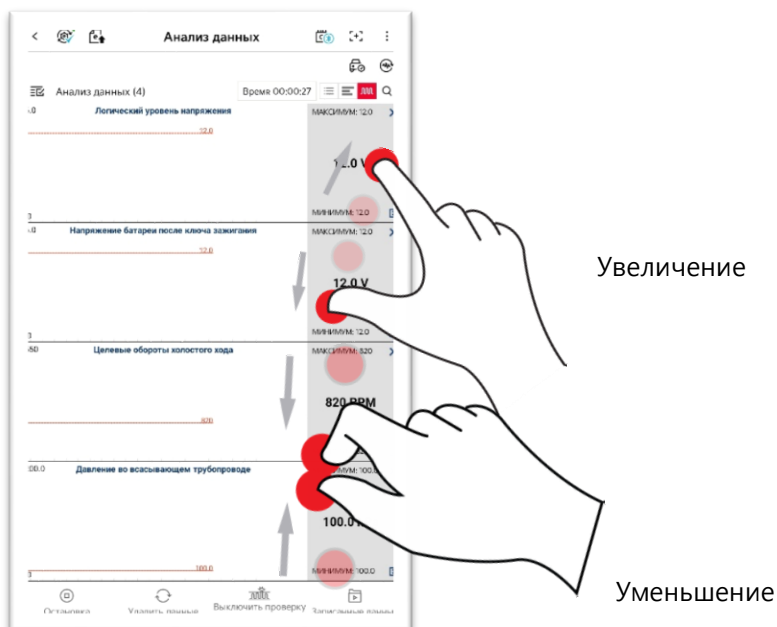 Анализ данных
Анализ данных (4)
Время 00:00:27
Логический уровень напряжения
МАКСИМУМ: 12.0
12.0
МИНИМУМ: 12.0
Напряжение батареи после ключа зажигания
МАКСИМУМ: 12.0
12.0
12.0 V
МИНИМУМ: 12.0
Увеличение
Целевые обороты холостого хода
МАКСИМУМ: 820
820 RPM
820
Давление во всасывающем трубопроводе
100.0
100.0
МИНИМУМ: 100.0
Остановка
Удалить данные
Выключить проверку
Записанные данны
Уменьшение